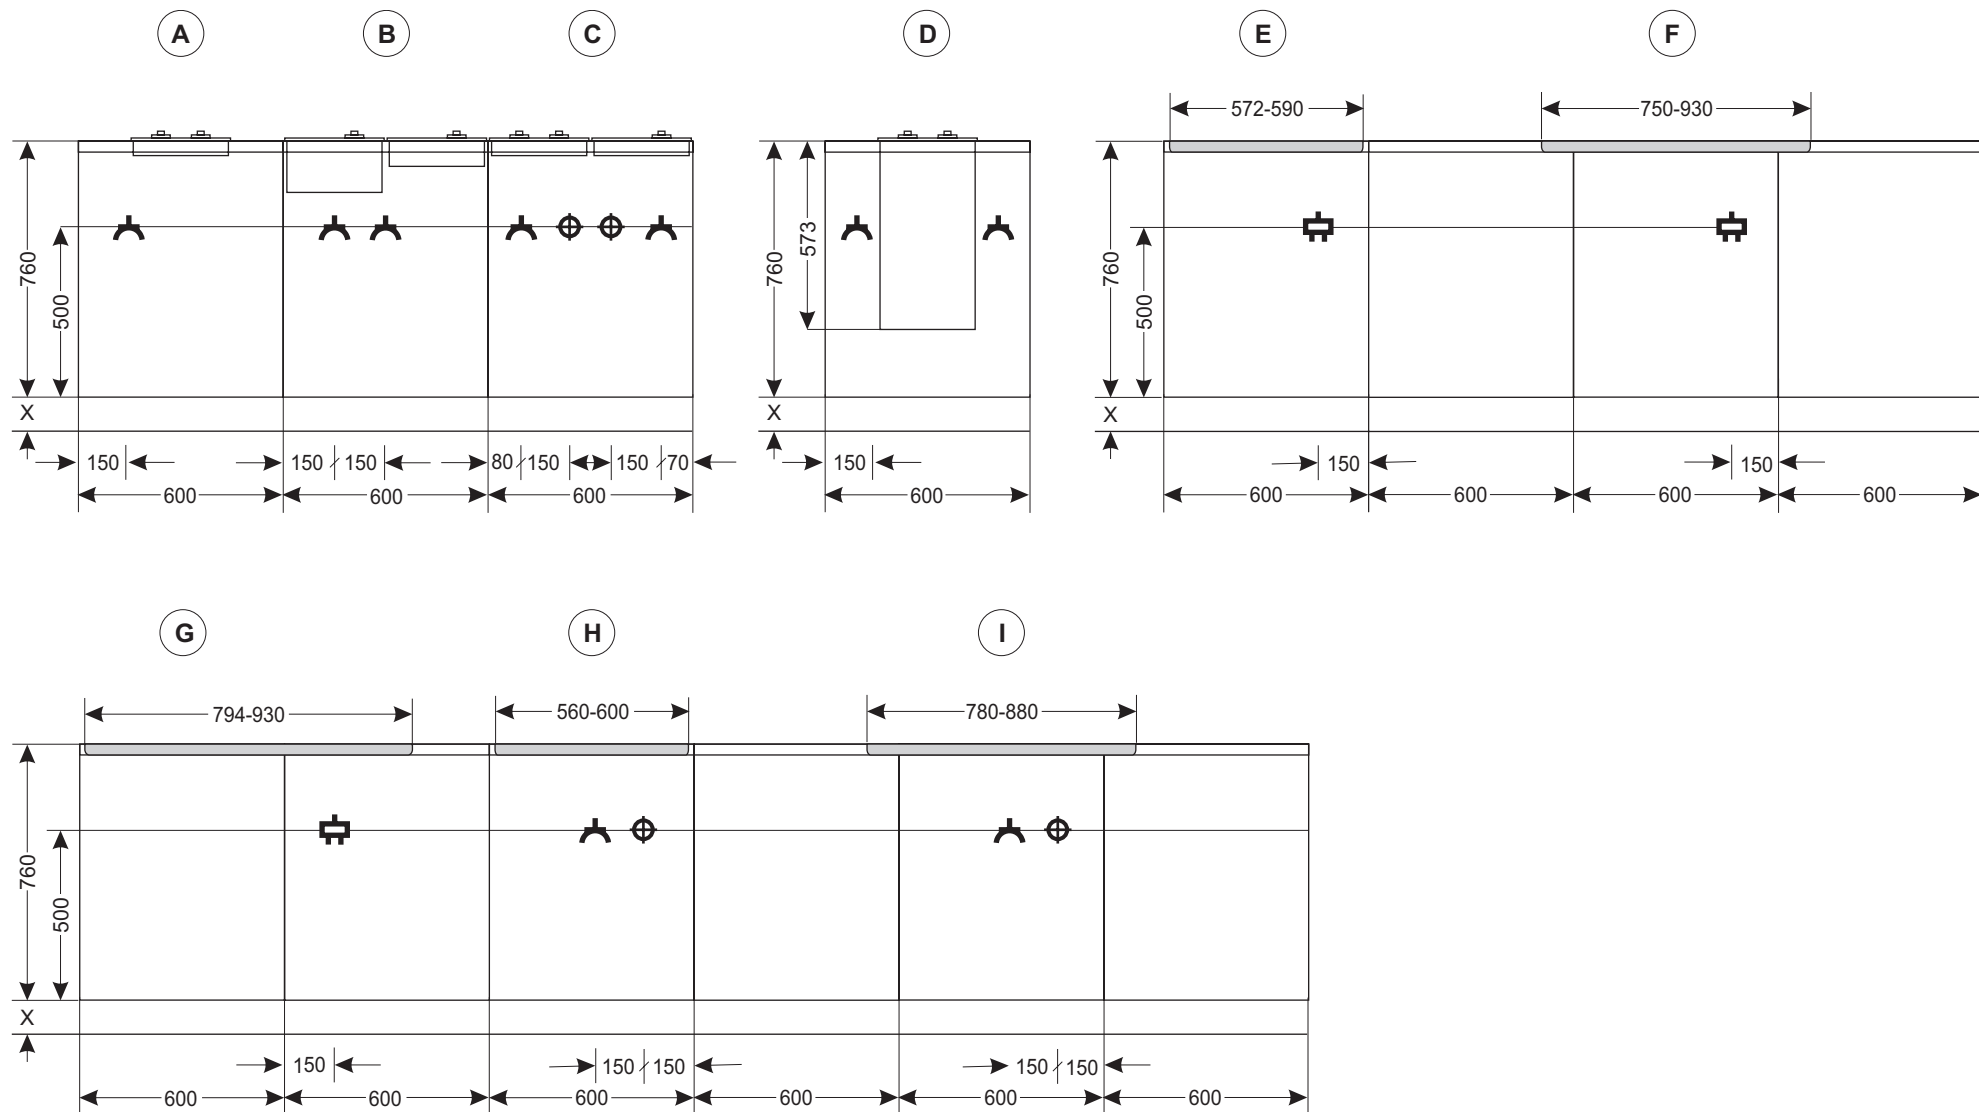 A B C D E F
572-590 750-930
760 500 760 573 760 500
X X X
150 150 150 80 150 150 70 150 150 150
600 600 600 600 600 600 600 600
G H I
794-930 560-600 780-880
760 500
X
150 150 150 150 150
600 600 600 600 600 600